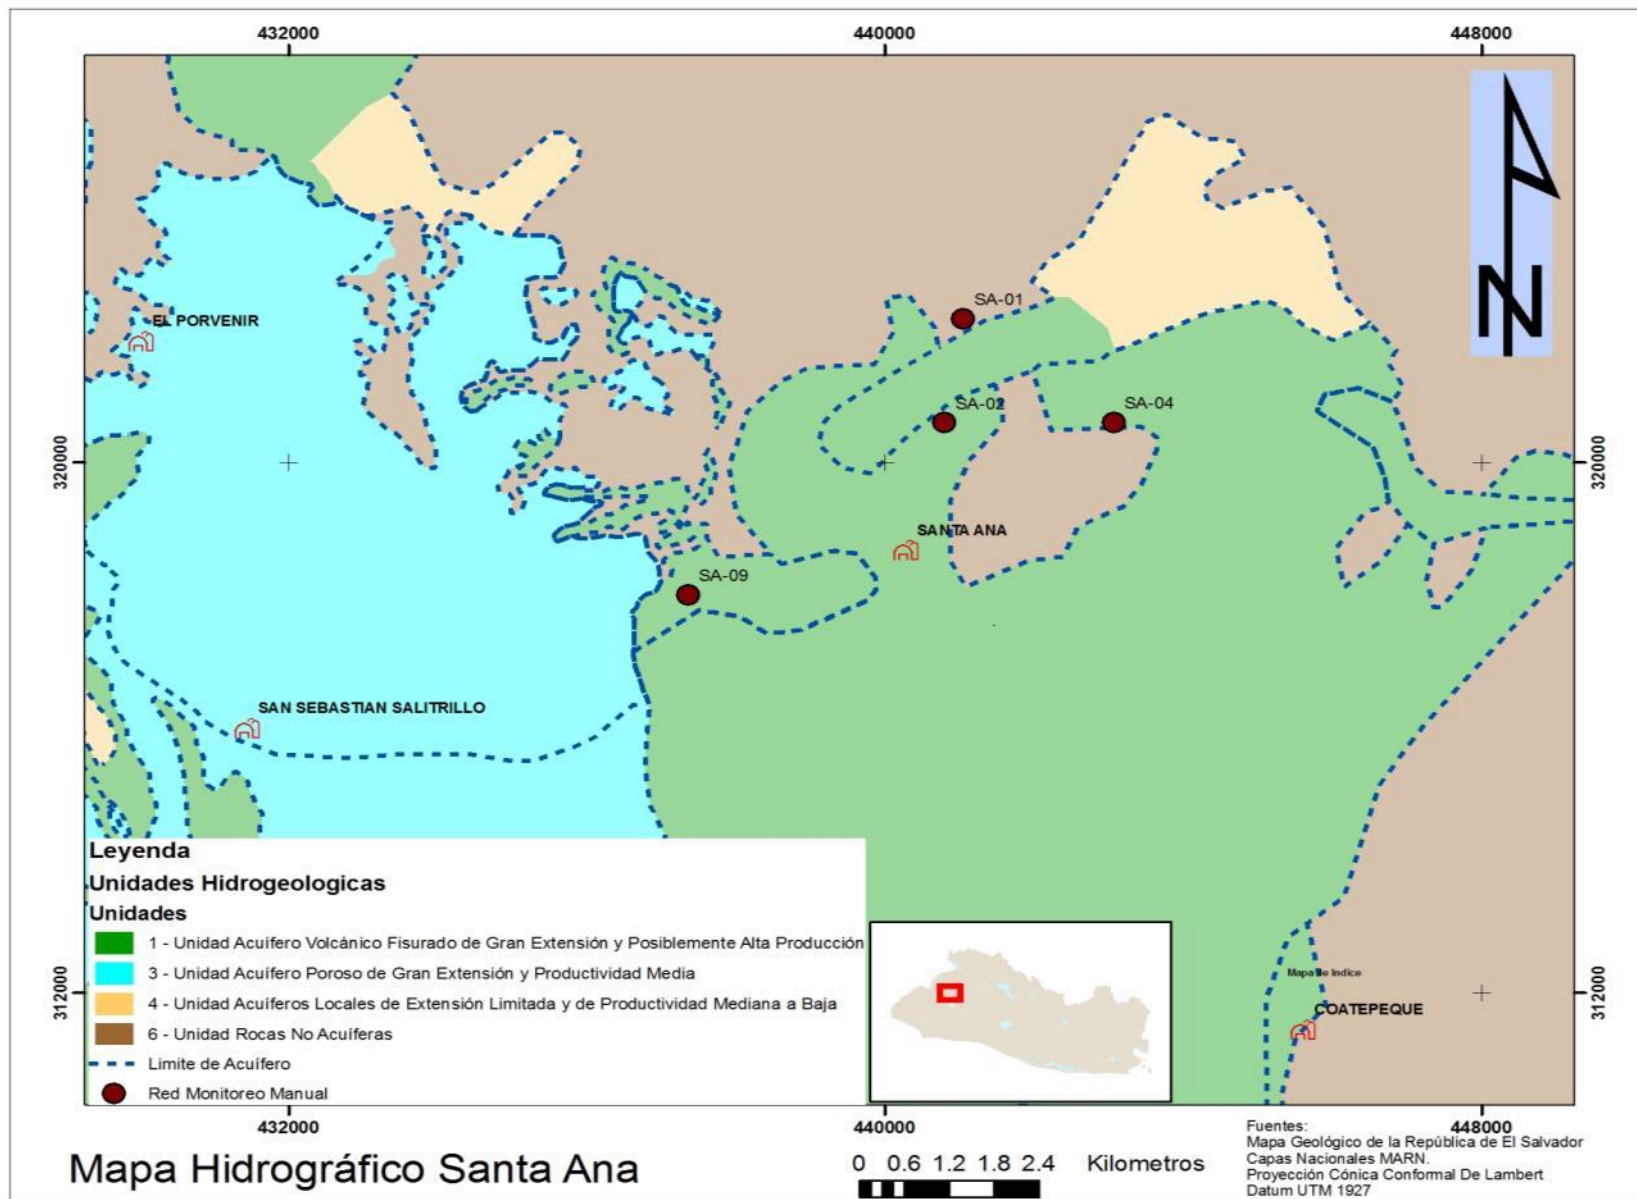 432000
440000
448000
SA-01
EL PORVENIR
SA-02
SA-04
320000
320000
SANTA ANA
SA-09
SAN SEBASTIAN SALITRILLO
N
Leyenda
Unidades Hidrogeologicas
Unidades
1 - Unidad Acuífero Volcánico Fisurado de Gran Extensión y Posiblemente Alta Producción
3 - Unidad Acuífero Poroso de Gran Extensión y Productividad Media
4 - Unidad Acuíferos Locales de Extensión Limitada y de Productividad Mediana a Baja
6 - Unidad Rocas No Acuíferas
Limite de Acuífero
Red Monitoreo Manual
Mapa de Indice
COATEPEQUE
312000
312000
432000
440000
448000
Mapa Hidrográfico Santa Ana
0 0.6 1.2 1.8 2.4 Kilometros
Fuentes:
Mapa Geológico de la República de El Salvador
Capas Nacionales MARN.
Proyección Cónica Conformal De Lambert
Datum UTM 1927